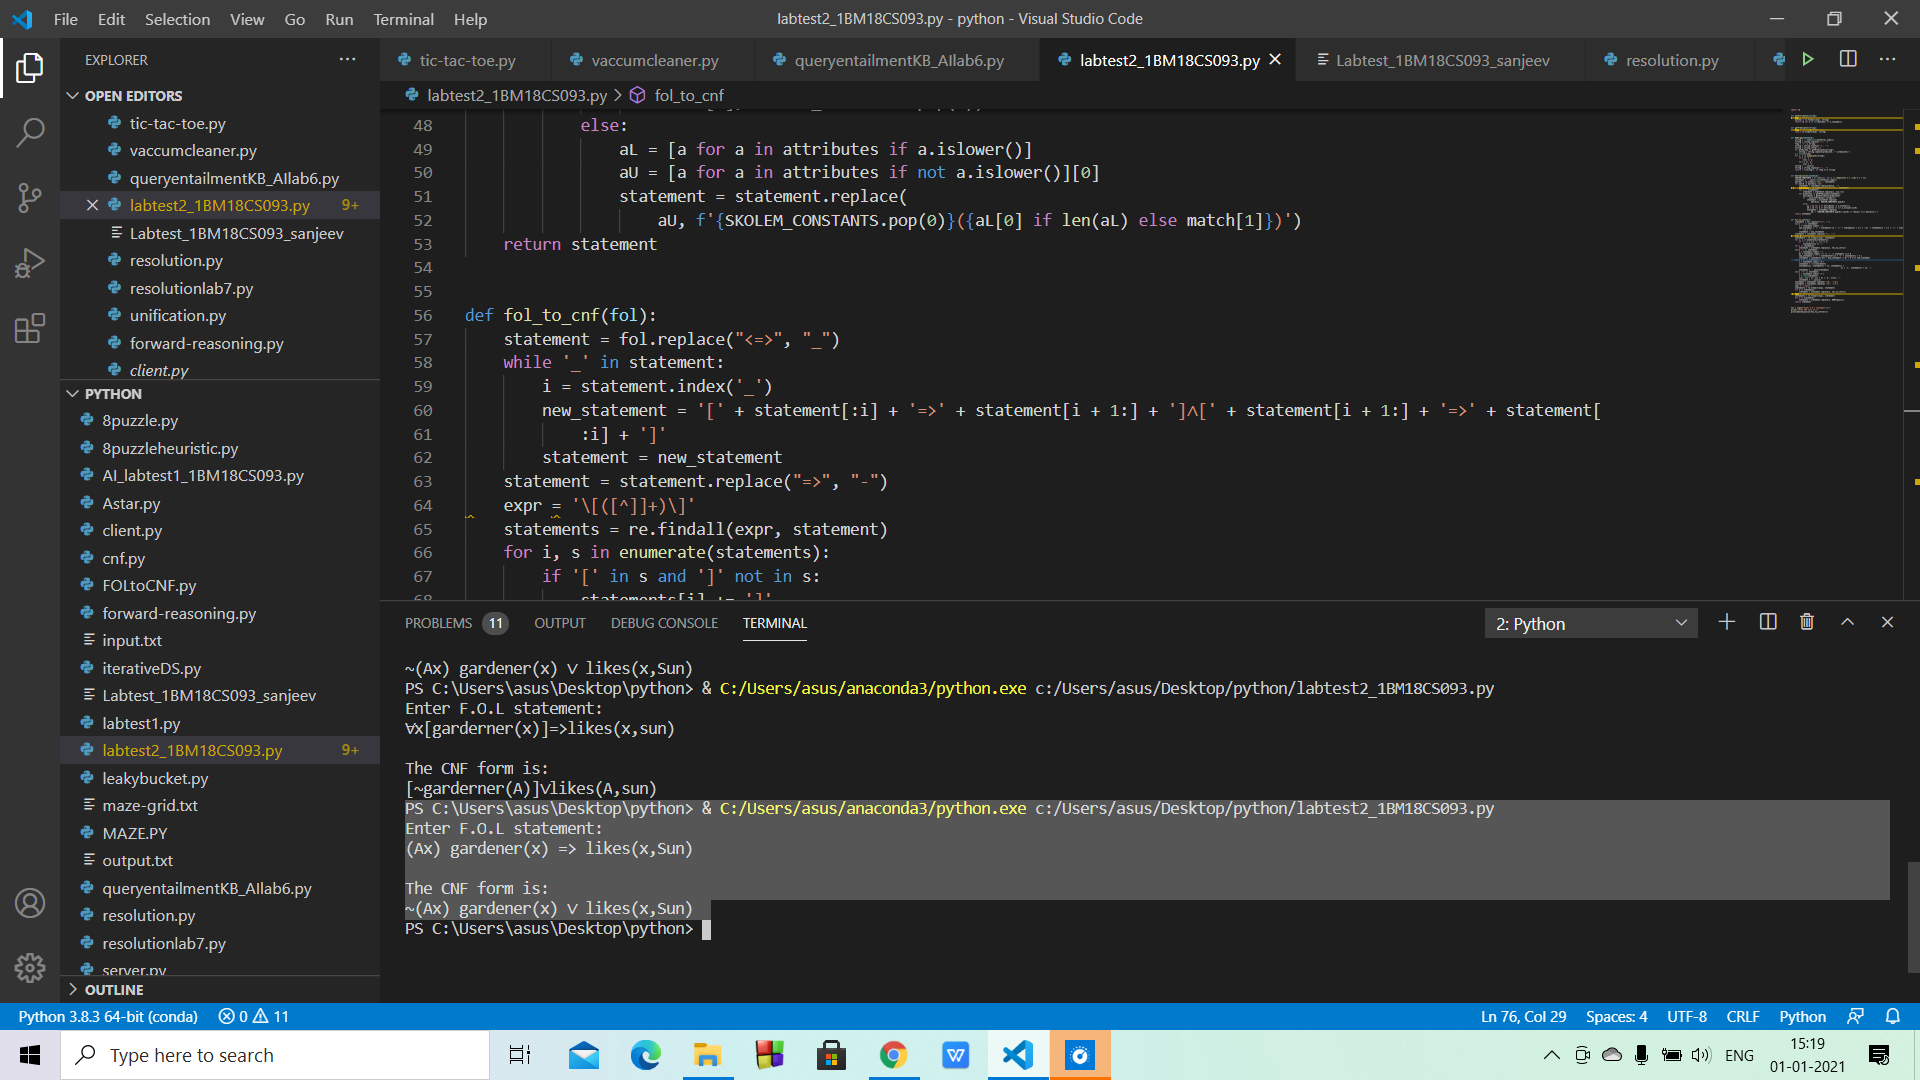 File Edit Selection View Go Run Terminal Help
labtest2_1BM18CS093.py - python - Visual Studio Code
EXPLORER
OPEN EDITORS
tic-tac-toe.py
vaccumcleaner.py
queryentailmentKB_AIlab6.py
labtest2_1BM18CS093.py 9+
Labtest_1BM18CS093_sanjeev
resolution.py
resolutionlab7.py
unification.py
forward-reasoning.py
client.py
PYTHON
8puzzle.py
8puzzleheuristic.py
AI_labtest1_1BM18CS093.py
Astar.py
client.py
cnf.py
FOLtoCNF.py
forward-reasoning.py
input.txt
iterativeDS.py
Labtest_1BM18CS093_sanjeev
labtest1.py
labtest2_1BM18CS093.py 9+
leakybucket.py
maze-grid.txt
MAZE.PY
output.txt
queryentailmentKB_AIlab6.py
resolution.py
resolutionlab7.py
server.py
OUTLINE
tic-tac-toe.py vaccumcleaner.py queryentailmentKB_AIlab6.py labtest2_1BM18CS093.py Labtest_1BM18CS093_sanjeev resolution.py
labtest2_1BM18CS093.py > fol_to_cnf
48 else:
49 aL = [a for a in attributes if a.islower()]
50 aU = [a for a in attributes if not a.islower()][0]
51 statement = statement.replace(
52 aU, f'{SKOLEM_CONSTANTS.pop(0)}({aL[0] if len(aL) else match[1]})')
53 return statement
54
55
56 def fol_to_cnf(fol):
57 statement = fol.replace("<=>", "_")
58 while '_' in statement:
59 i = statement.index('_')
60 new_statement = '[' + statement[:i] + '=>' + statement[i + 1:] + ']∧[' + statement[i + 1:] + '=>' + statement[
61 :i] + ']'
62 statement = new_statement
63 statement = statement.replace("=>", "-")
64 expr = '\[([^]]+)\]'
65 statements = re.findall(expr, statement)
66 for i, s in enumerate(statements):
67 if '[' in s and ']' not in s:
68 statements[i] += ']'
PROBLEMS 11 OUTPUT DEBUG CONSOLE TERMINAL
2: Python
~(Ax) gardener(x) V likes(x,Sun)
PS C:\Users\asus\Desktop\python> & C:/Users/asus/anaconda3/python.exe c:/Users/asus/Desktop/python/labtest2_1BM18CS093.py
Enter F.O.L statement:
∀x[garderner(x)]=>likes(x,sun)
The CNF form is:
[~garderner(A)]Vlikes(A,sun)
PS C:\Users\asus\Desktop\python> & C:/Users/asus/anaconda3/python.exe c:/Users/asus/Desktop/python/labtest2_1BM18CS093.py
Enter F.O.L statement:
(Ax) gardener(x) => likes(x,Sun)
The CNF form is:
~(Ax) gardener(x) V likes(x,Sun)
PS C:\Users\asus\Desktop\python>
Python 3.8.3 64-bit (conda) 0 11
Ln 76, Col 29 Spaces: 4 UTF-8 CRLF Python
Type here to search
ENG
15:19
01-01-2021